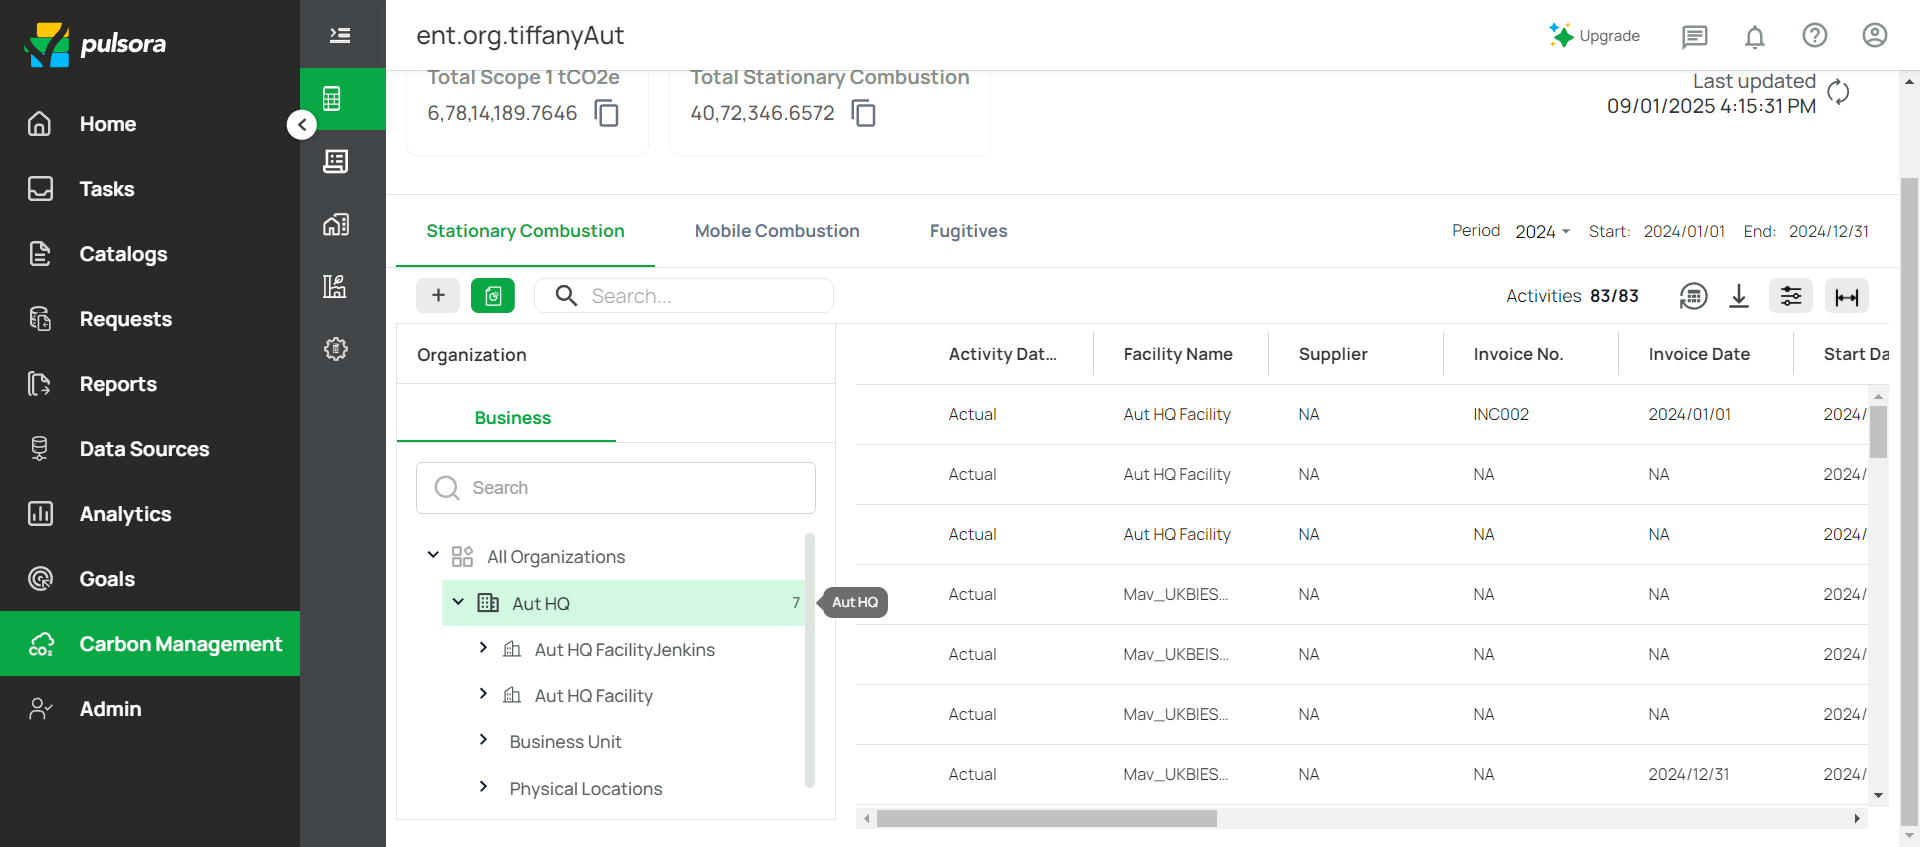 pulsora
Home
Tasks
Catalogs
Requests
Reports
Data Sources
Analytics
Goals
CO₂ Carbon Management
Admin
ent.org.tiffanyAut
Upgrade
Total Scope 1 tCO2e
6,78,14,189.7646
Total Stationary Combustion
40,72,346.6572
Last updated
09/01/2025 4:15:31 PM
Stationary Combustion
Mobile Combustion
Fugitives
Period 2024 Start: 2024/01/01 End: 2024/12/31
+
Search...
Activities 83/83
Organization
Business
Search
All Organizations
Aut HQ 7
Aut HQ
Aut HQ FacilityJenkins
Aut HQ Facility
Business Unit
Physical Locations
Activity Dat... Facility Name Supplier Invoice No. Invoice Date Start Da
Actual Aut HQ Facility NA INC002 2024/01/01 2024/
Actual Aut HQ Facility NA NA NA 2024/
Actual Aut HQ Facility NA NA NA 2024/
Actual Mav_UKBIES... NA NA NA 2024/
Actual Mav_UKBEIS... NA NA NA 2024/
Actual Mav_UKBIES... NA NA NA 2024/
Actual Mav_UKBIES... NA NA 2024/12/31 2024/